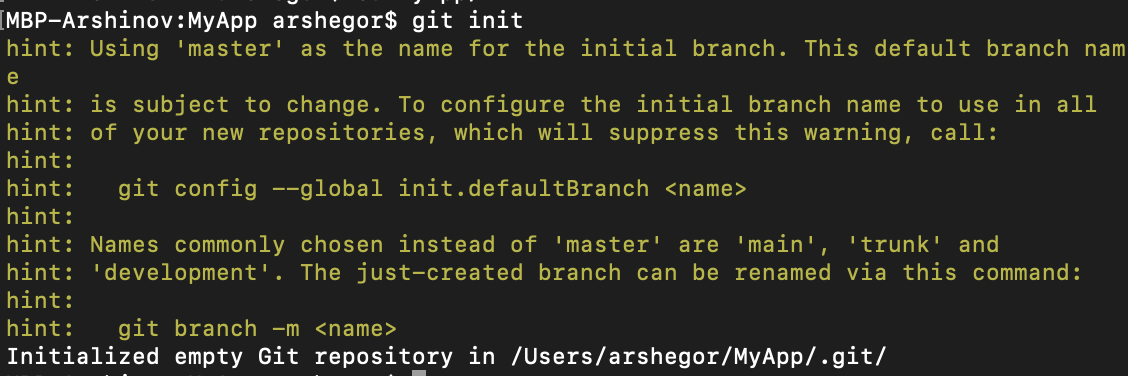 [MBP-Arshinov:MyApp arshegor$ git init
hint: Using 'master' as the name for the initial branch. This default branch nam
e
hint: is subject to change. To configure the initial branch name to use in all
hint: of your new repositories, which will suppress this warning, call:
hint:
hint:   git config --global init.defaultBranch <name>
hint:
hint: Names commonly chosen instead of 'master' are 'main', 'trunk' and
hint: 'development'. The just-created branch can be renamed via this command:
hint:
hint:   git branch -m <name>
Initialized empty Git repository in /Users/arshegor/MyApp/.git/